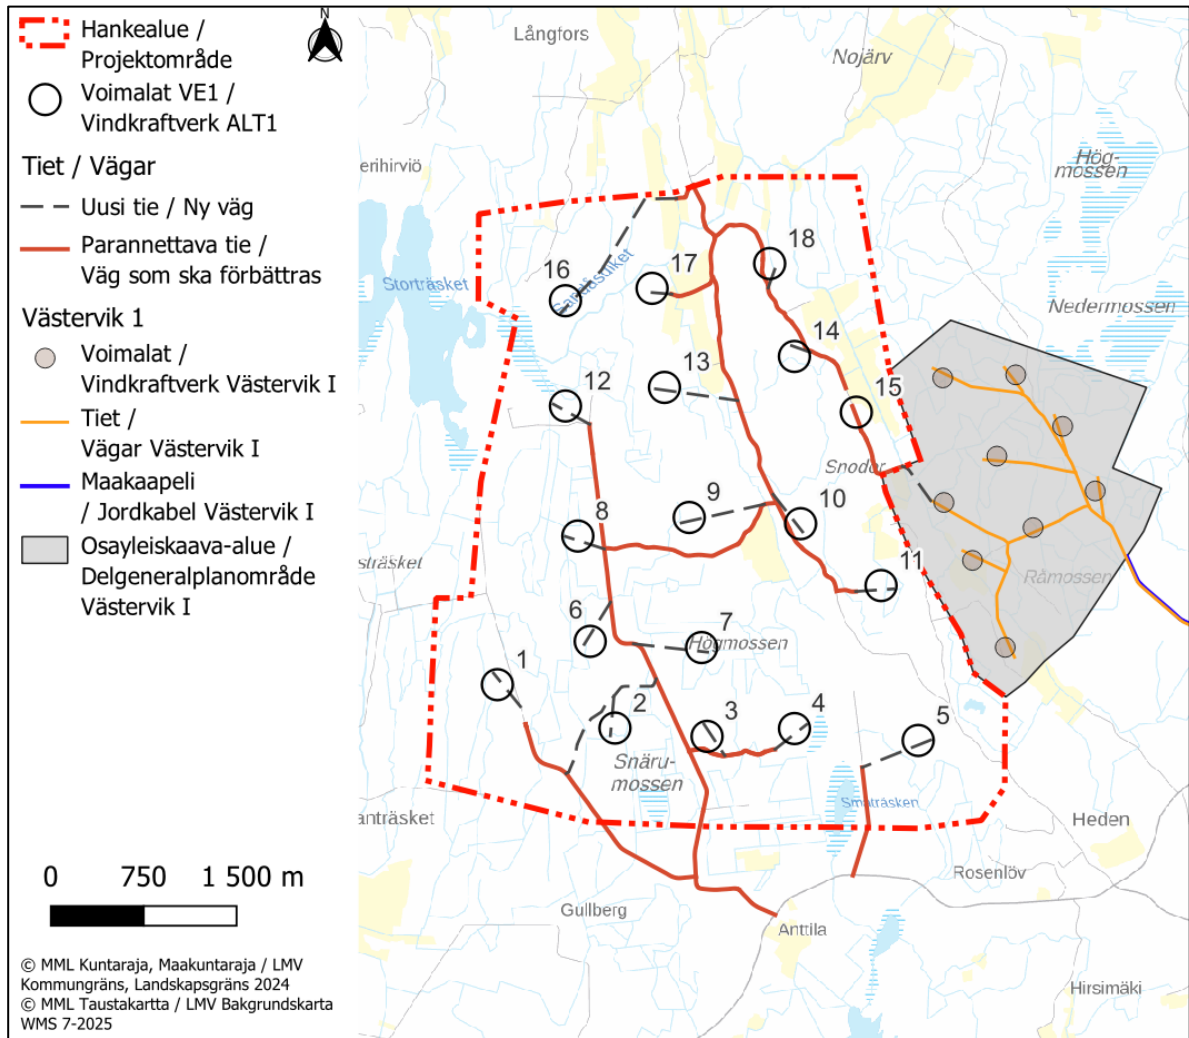 Hankealue /
Projektområde
Voimalat VE1 /
Vindkraftverk ALT1
Tiet / Vägar
Uusi tie / Ny väg
Parannettava tie /
Väg som ska förbättras
Västervik 1
Voimalat /
Vindkraftverk Västervik I
Tiet /
Vägar Västervik I
Maakaapeli
/ Jordkabel Västervik I
Osayleiskaava-alue /
Delgeneralplanområde
Västervik I
0 750 1 500 m
© MML Kuntaraja, Maakuntaraja / LMV
Kommungräns, Landskapsgräns 2024
© MML Taustakartta / LMV Bakgrundskarta
WMS 7-2025
N
Långfors
Nojärv
erihirviö
Hög-
mossen
Storträsket
Nedermossen
16
17
18
13
14
12
15
Snoder
9
10
8
11
sträsket
Råmossen
6
7
Högmossen
1
2
3
4
5
Snäru-
mossen
Småträsken
anträsket
Heden
Rosenlöv
Gullberg
Anttila
Hirsimäki